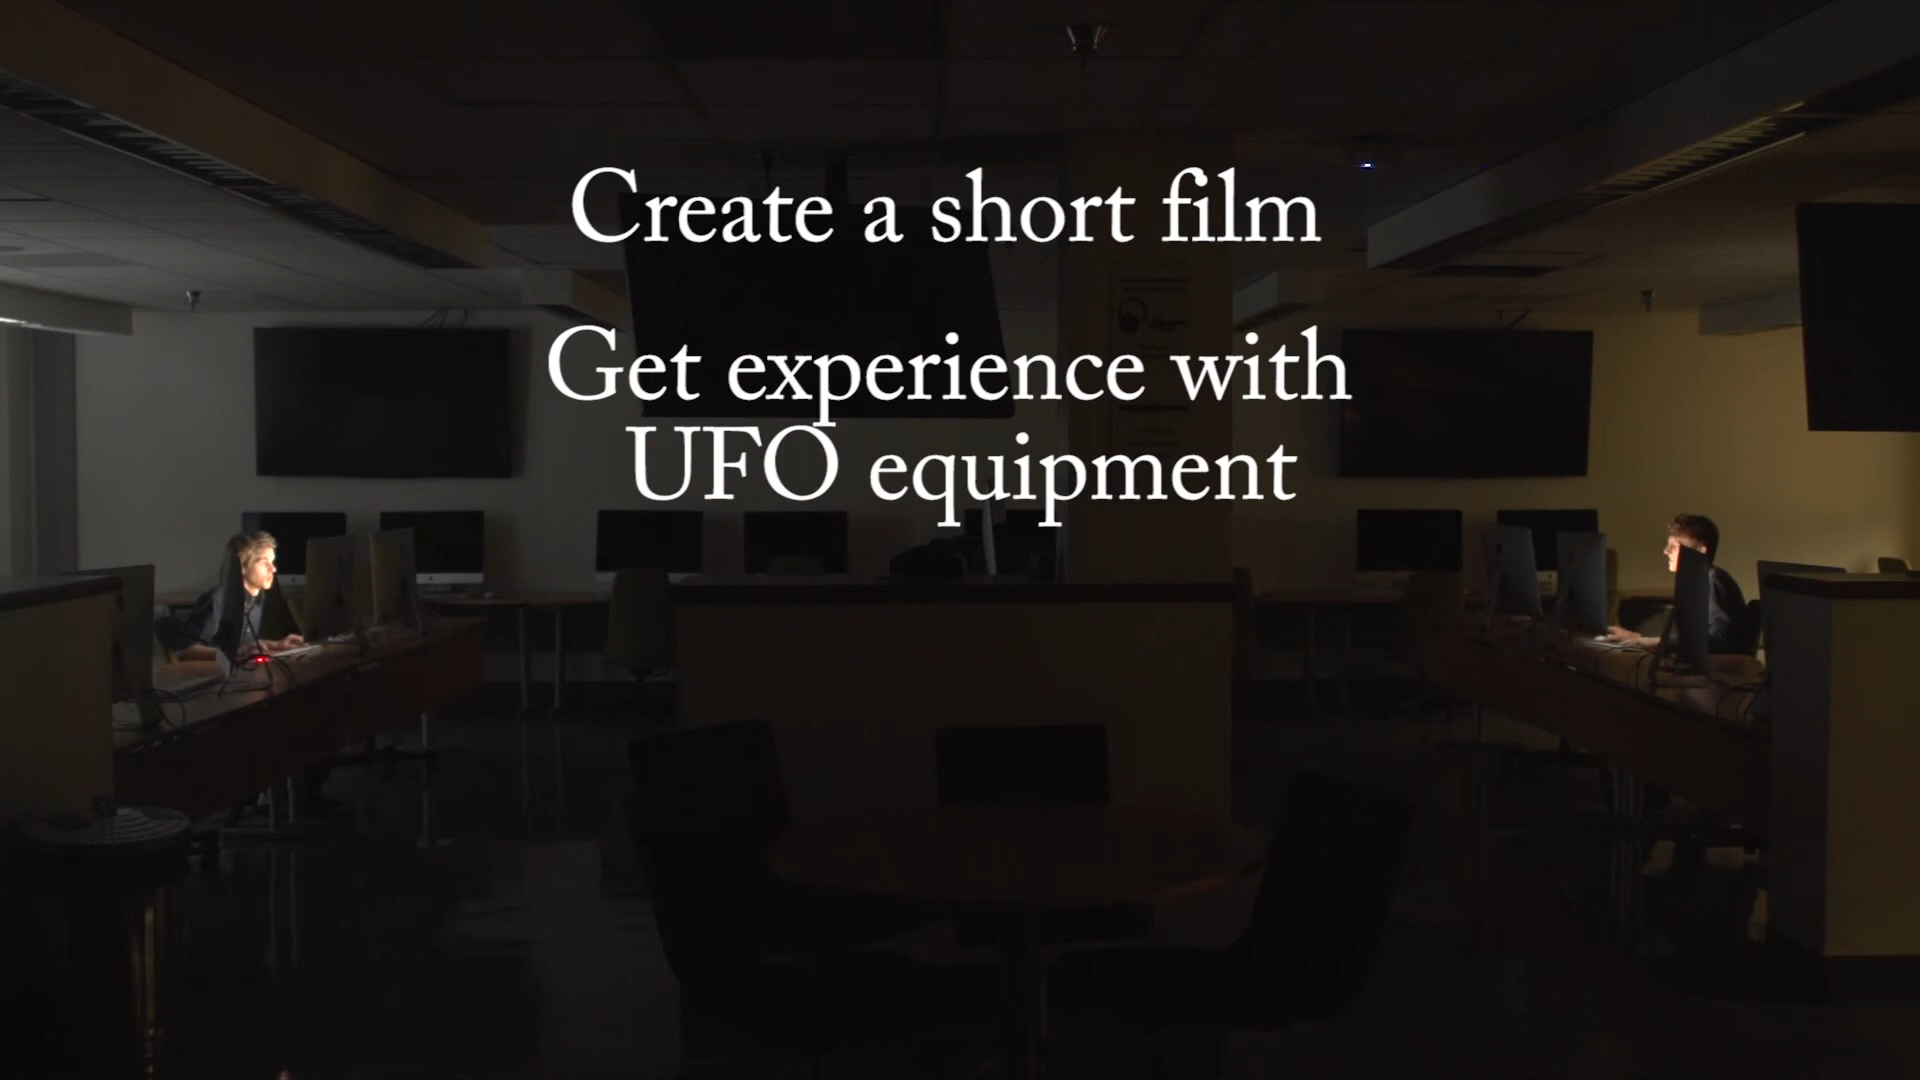 Create a short film
Get experience with
UFO equipment